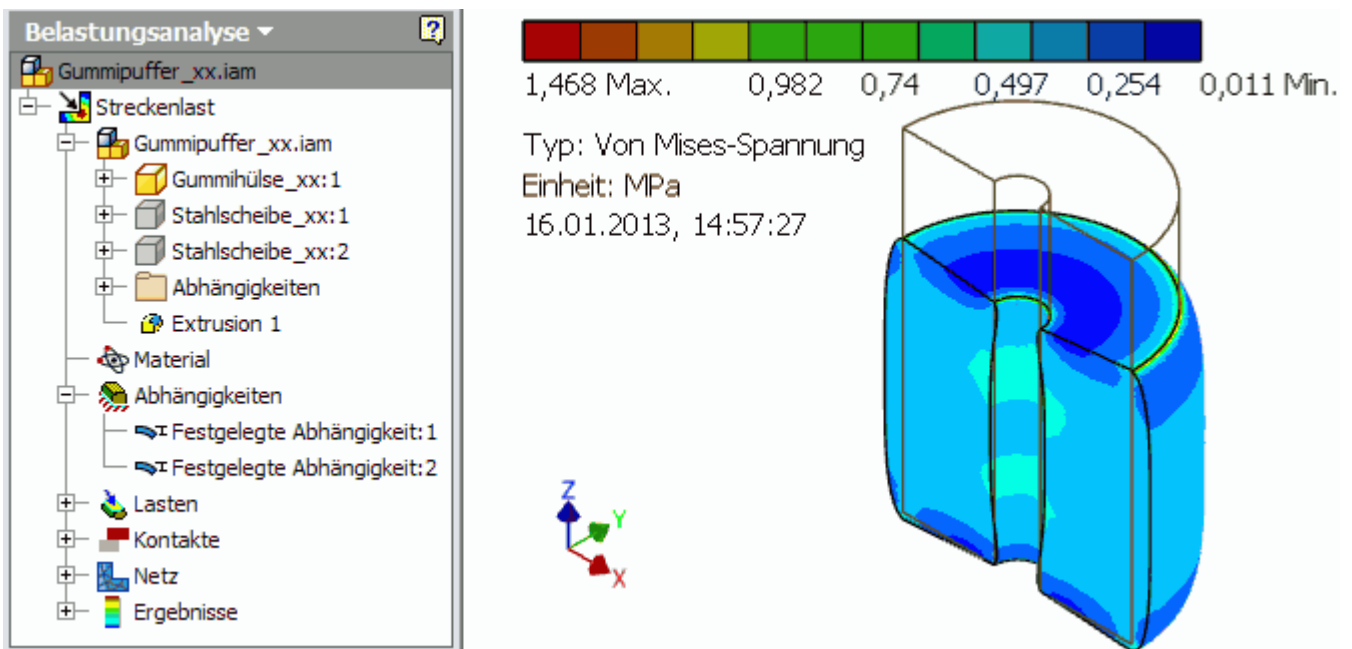 Belastungsanalyse
Gummipuffer_xx.iam
Streckenlast
Gummipuffer_xx.iam
Gummihülse_xx:1
Stahlscheibe_xx:1
Stahlscheibe_xx:2
Abhängigkeiten
Extrusion 1
Material
Abhängigkeiten
Festgelegte Abhängigkeit:1
Festgelegte Abhängigkeit:2
Lasten
Kontakte
Netz
Ergebnisse
1,468 Max. 0,982 0,74 0,497 0,254 0,011 Min.
Typ: Von Mises-Spannung
Einheit: MPa
16.01.2013, 14:57:27
Z
Y
X